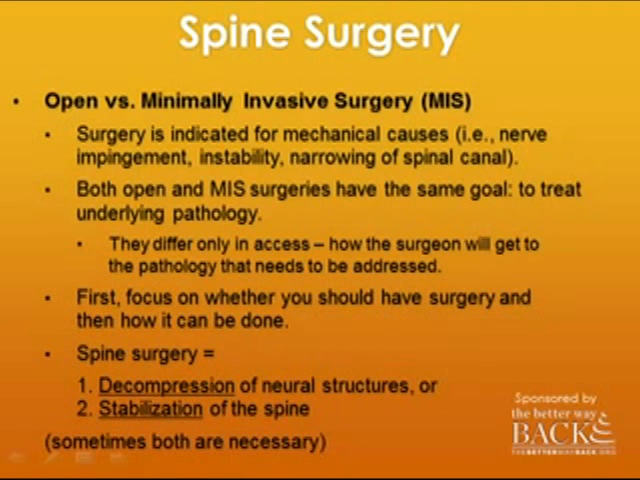 Spine Surgery
• Open vs. Minimally Invasive Surgery (MIS)
• Surgery is indicated for mechanical causes (i.e., nerve
impingement, instability, narrowing of spinal canal).
• Both open and MIS surgeries have the same goal: to treat
underlying pathology.
• They differ only in access – how the surgeon will get to
the pathology that needs to be addressed.
• First, focus on whether you should have surgery and
then how it can be done.
• Spine surgery =
1. Decompression of neural structures, or
2. Stabilization of the spine
(sometimes both are necessary)
Sponsored by
the better way
BACK
THEBETTERWAYBACK.ORG